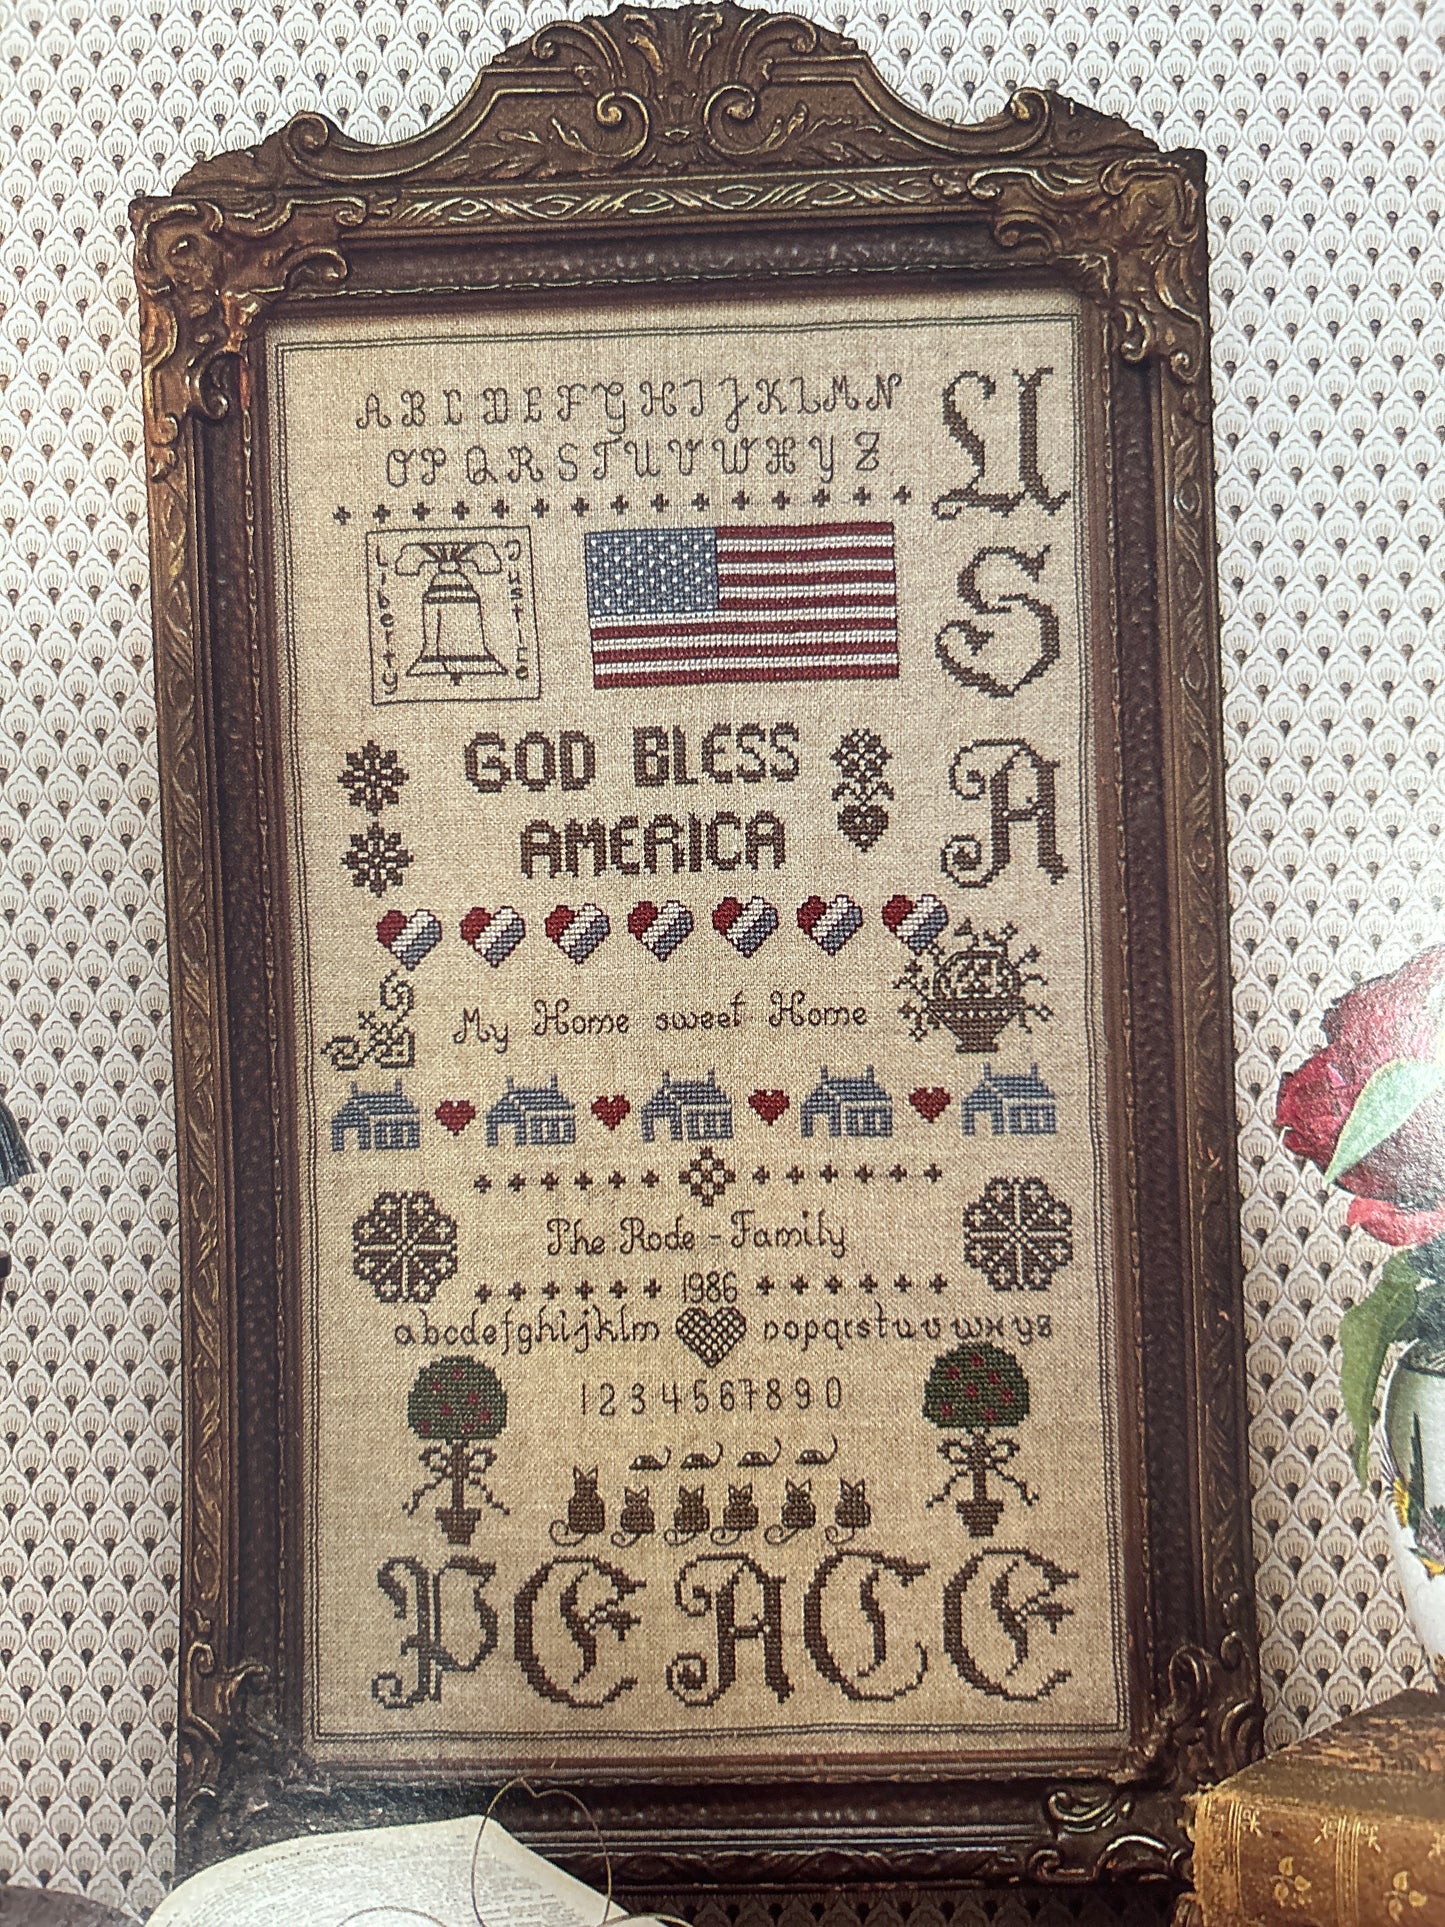 ABCDEFGHIJKLMN
OPQRSTUVWXYZ
USA
Liberty
Justice
GOD BLESS
AMERICA
My Home sweet Home
The Rode - Family
1986
abcdefghijklm nopqrstuvwxyz
1234567890
PEACE